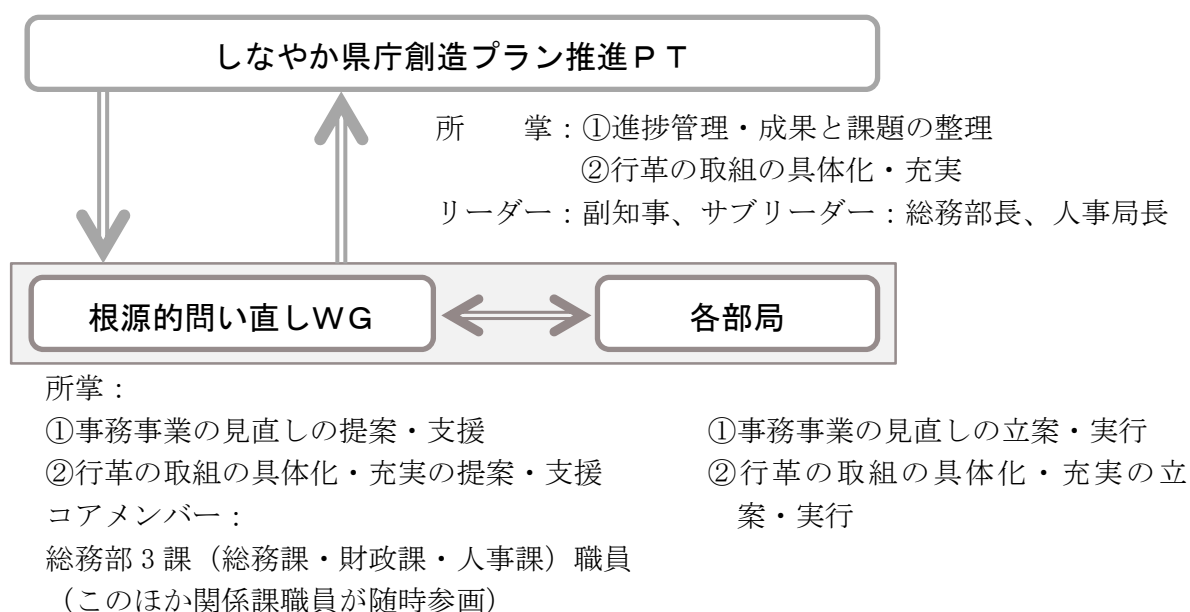 しなやか県庁創造プラン推進ＰＴ
所　　掌：①進捗管理・成果と課題の整理
②行革の取組の具体化・充実
リーダー：副知事、サブリーダー：総務部長、人事局長
根源的問い直しＷＧ
各部局
所掌：
①事務事業の見直しの提案・支援
②行革の取組の具体化・充実の提案・支援
コアメンバー：
総務部３課（総務課・財政課・人事課）職員
（このほか関係課職員が随時参画）
①事務事業の見直しの立案・実行
②行革の取組の具体化・充実の立
案・実行